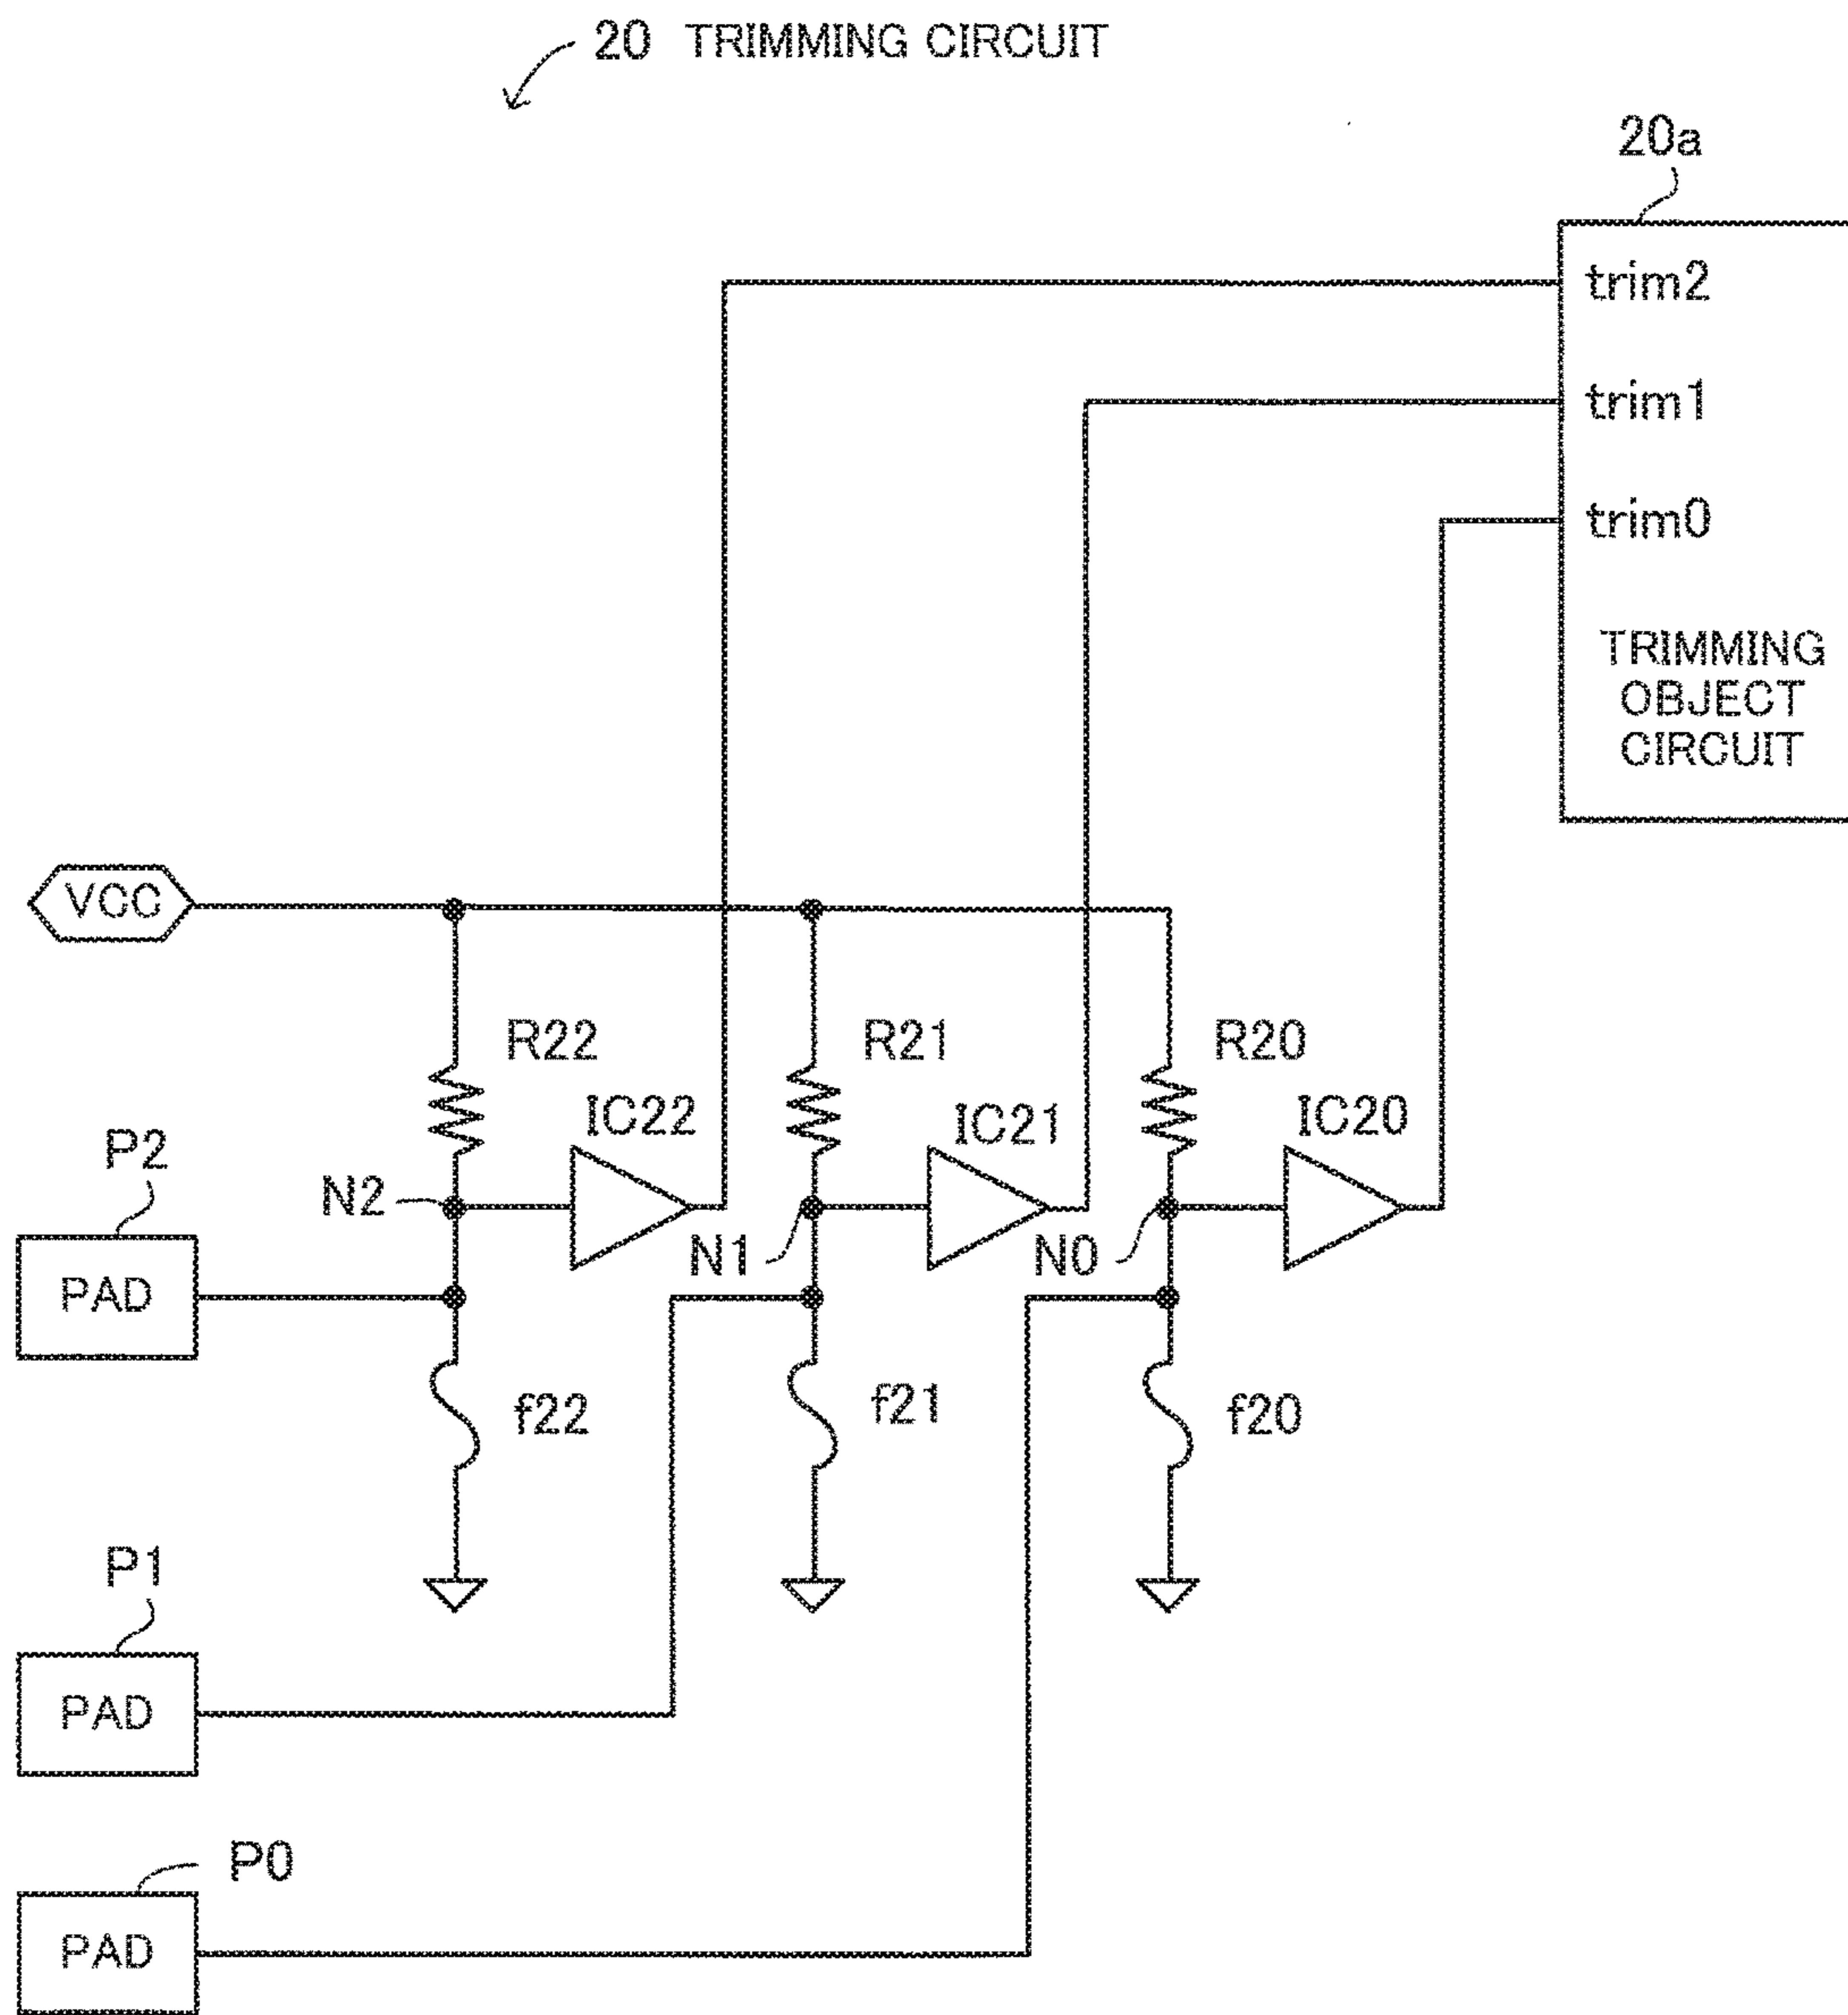 20 TRIMMING CIRCUIT
20a
trim2
trim1
trim0
TRIMMING
OBJECT
CIRCUIT
VCC
R22
R21
R20
IC22
IC21
IC20
P2
N2
N1
N0
PAD
f22
f21
f20
P1
PAD
P0
PAD